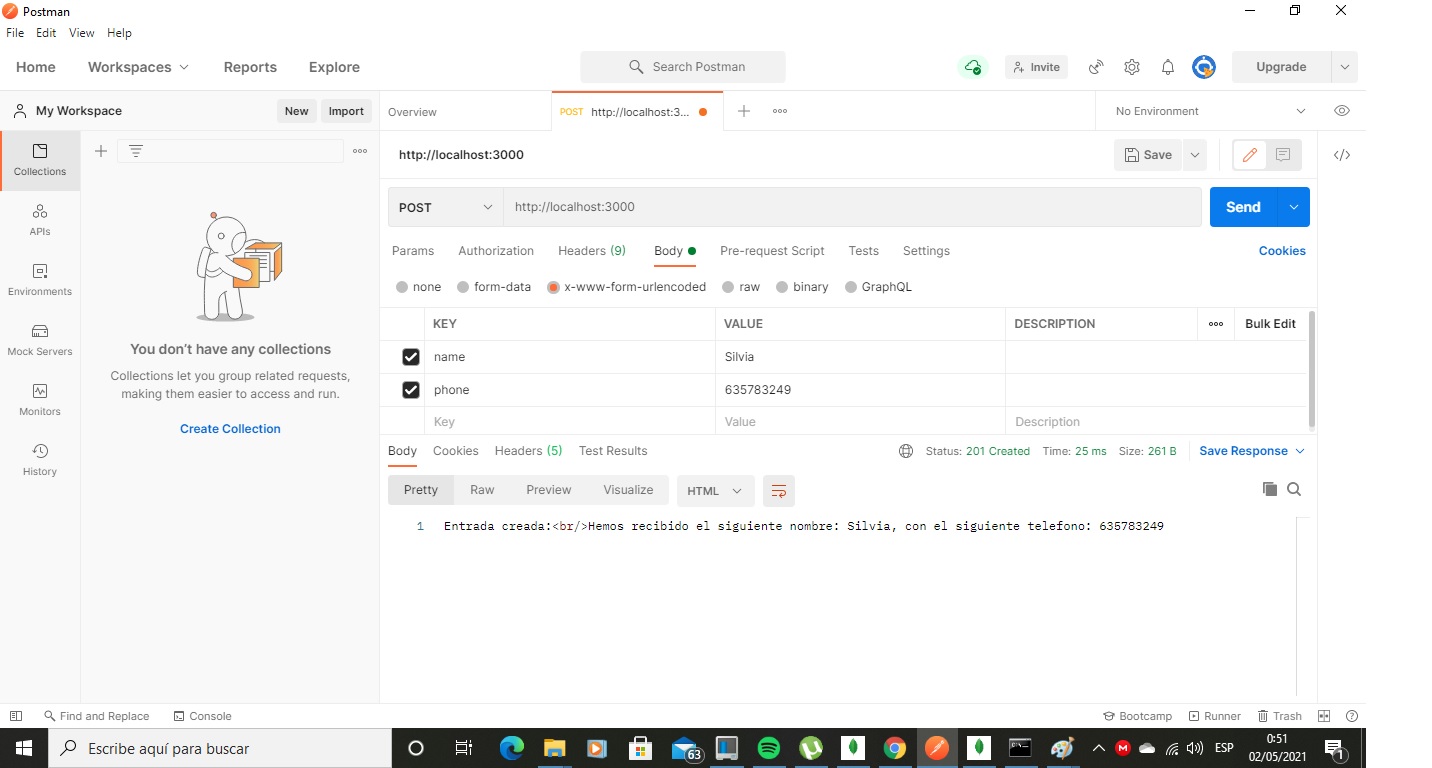 Postman
File Edit View Help
Home Workspaces Reports Explore Search Postman Invite Upgrade
My Workspace New Import Overview POST http://localhost:3... No Environment
Collections
APIs
Environments
Mock Servers
Monitors
History
You don't have any collections
Collections let you group related requests,
making them easier to access and run.
Create Collection
http://localhost:3000 Save
POST http://localhost:3000 Send
Params Authorization Headers (9) Body Pre-request Script Tests Settings Cookies
none form-data x-www-form-urlencoded raw binary GraphQL
KEY VALUE DESCRIPTION Bulk Edit
name Silvia
phone 635783249
Key Value Description
Body Cookies Headers (5) Test Results Status: 201 Created Time: 25 ms Size: 261 B Save Response
Pretty Raw Preview Visualize HTML
1 Entrada creada:<br/>Hemos recibido el siguiente nombre: Silvia, con el siguiente telefono: 635783249
Find and Replace Console Bootcamp Runner Trash
Escribe aquí para buscar 63 ESP 0:51
02/05/2021 1